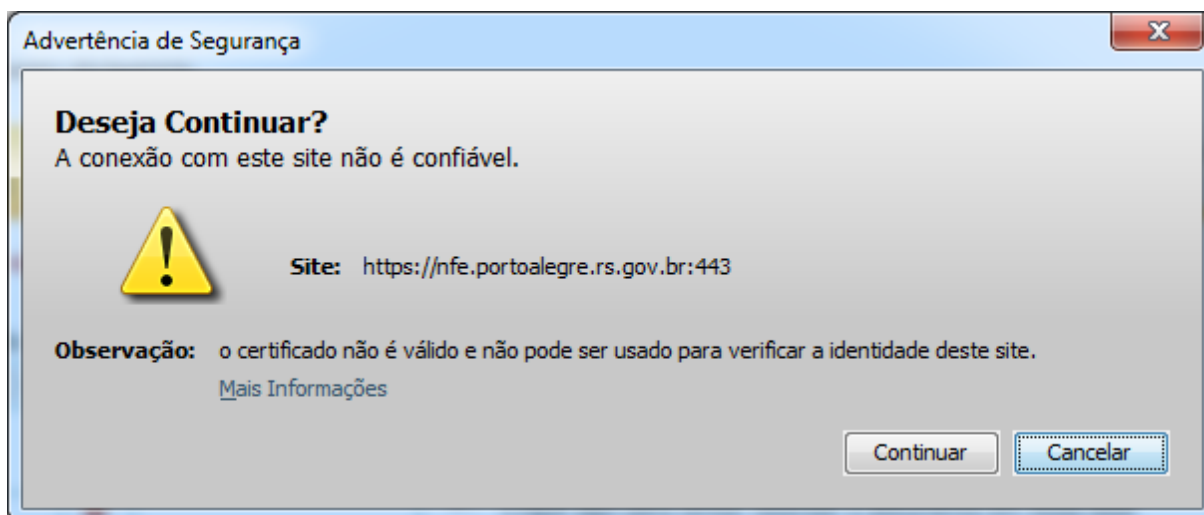 Advertência de Segurança
Deseja Continuar?
A conexão com este site não é confiável.
Site: https://nfe.portoalegre.rs.gov.br:443
Observação: o certificado não é válido e não pode ser usado para verificar a identidade deste site.
Mais Informações
Continuar Cancelar